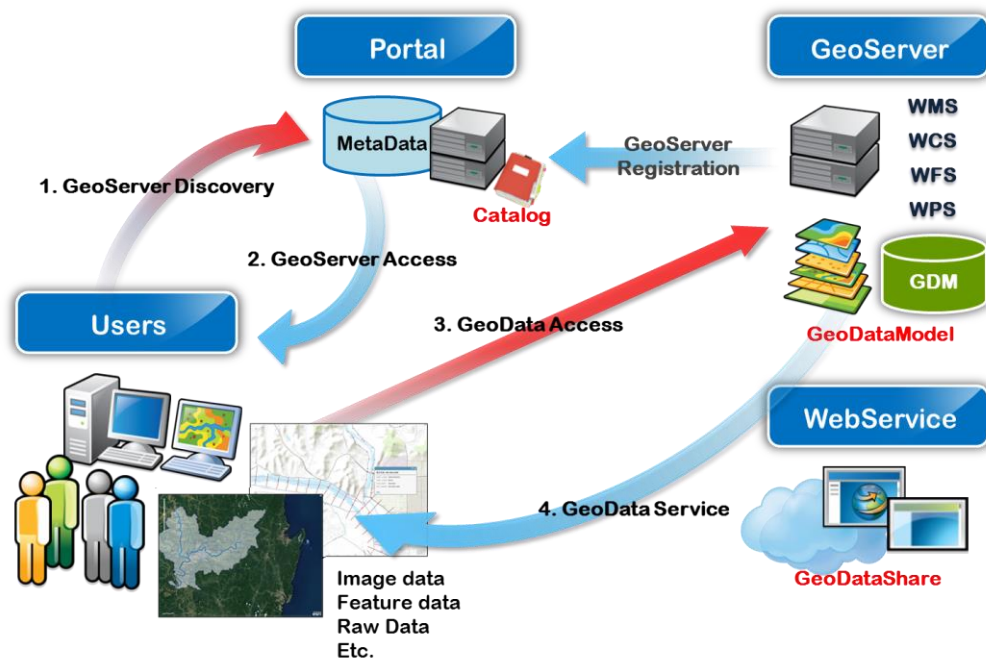 Portal
GeoServer
MetaData
Catalog
GeoServer
Registration
WMS
WCS
WFS
WPS
GDM
GeoDataModel
1. GeoServer Discovery
2. GeoServer Access
Users
3. GeoData Access
WebService
4. GeoData Service
GeoDataShare
Image data
Feature data
Raw Data
Etc.